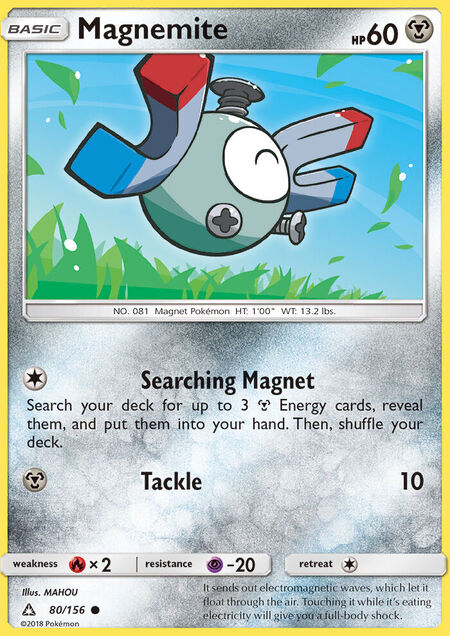 BASIC Magnemite HP60
NO. 081 Magnet Pokémon HT: 1'00" WT: 13.2 lbs.
Searching Magnet
Search your deck for up to 3 Energy cards, reveal
them, and put them into your hand. Then, shuffle your
deck.
Tackle 10
weakness ×2 resistance -20 retreat
Illus. MAHOU
80/156
©2018 Pokémon
It sends out electromagnetic waves, which let it
float through the air. Touching it while it's eating
electricity will give you a full-body shock.